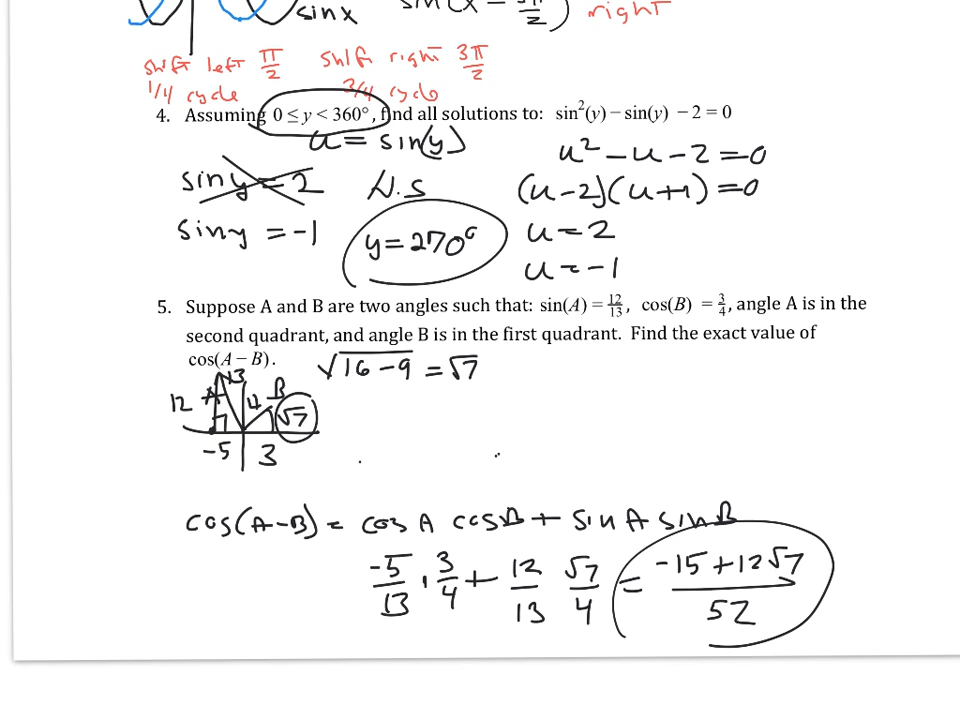 sinx
right
shift left π/2 shift right 3π/2
1/4 cycle 3/4 cycle
4. Assuming 0 ≤ y < 360°, find all solutions to: sin²(y) − sin(y) − 2 = 0
u = sin(y)
u² − u − 2 = 0
siny = 2 N.S (u−2)(u+1) = 0
siny = −1 y = 270° u = 2
u = −1
5. Suppose A and B are two angles such that: sin(A) = 12/13, cos(B) = 3/4, angle A is in the
second quadrant, and angle B is in the first quadrant. Find the exact value of
cos(A − B). √16−9 = √7
13
12 A 4 B √7
−5 3
cos(A−B) = cos A cos B + sin A sin B
−5/13 · 3/4 + 12/13 √7/4 = −15+12√7/52